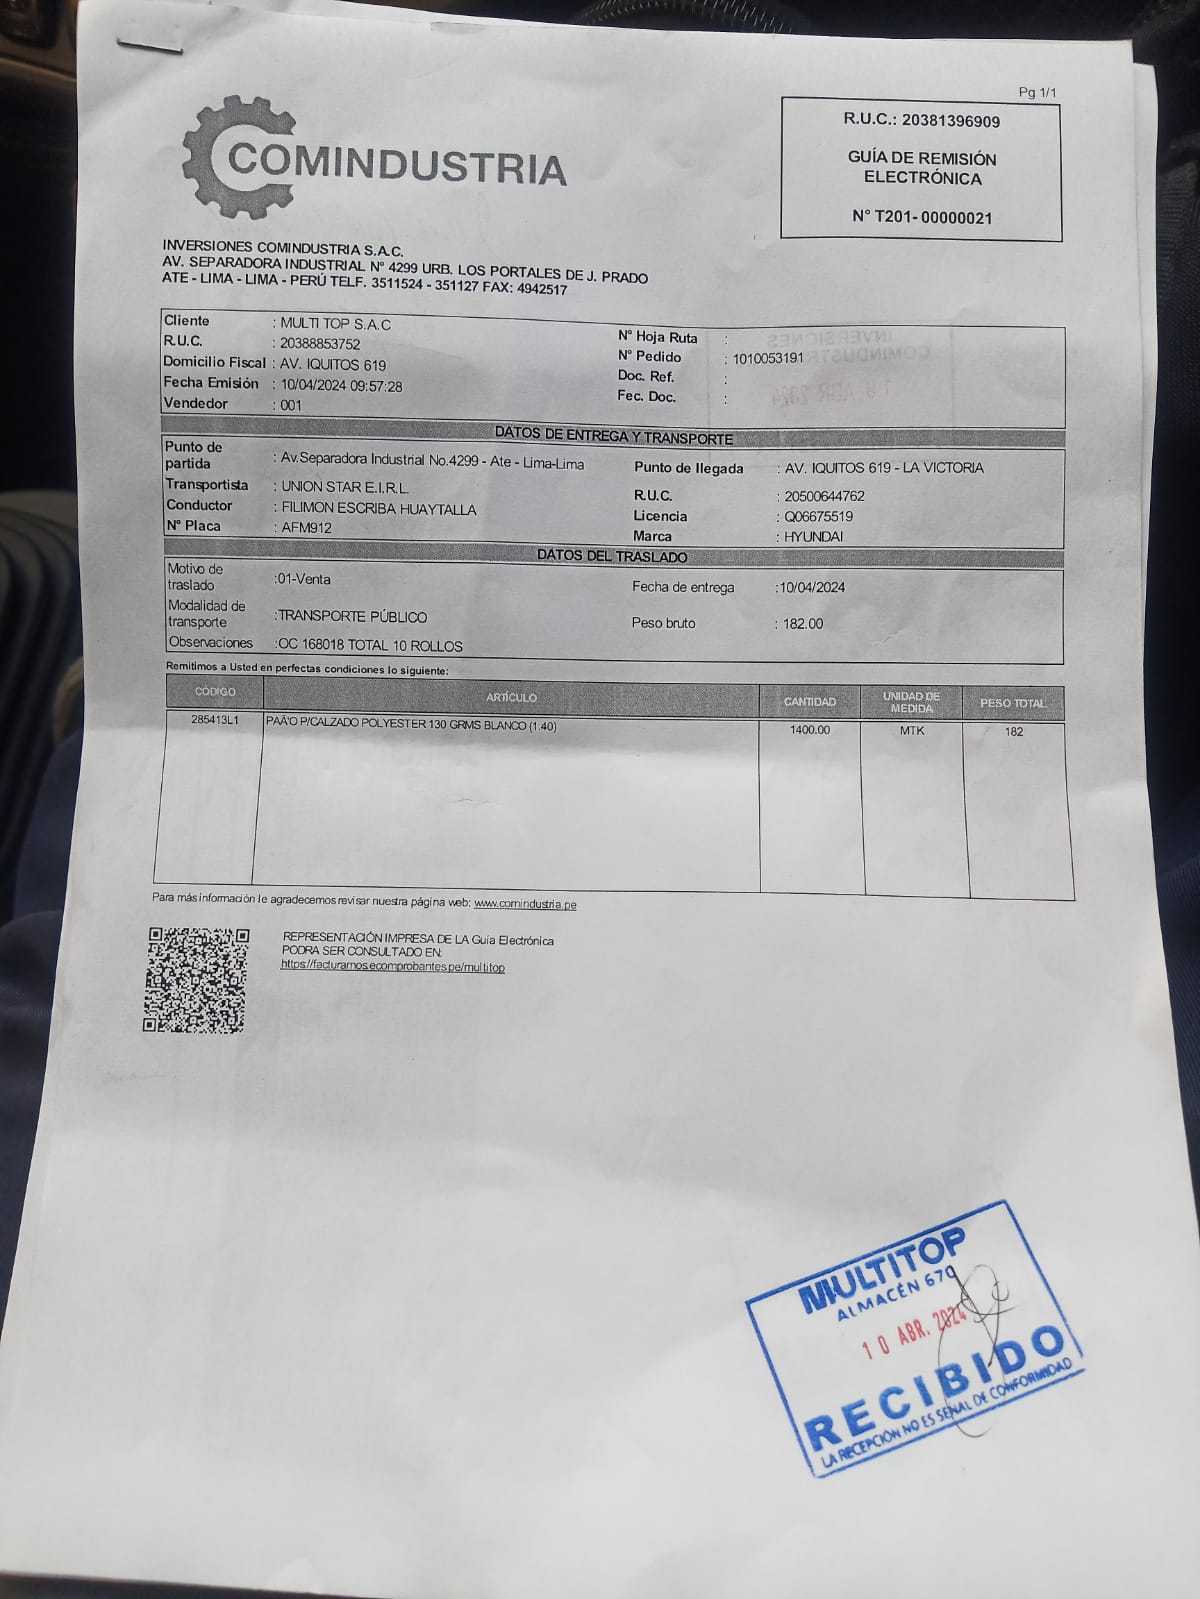 Pg 1/1
COMINDUSTRIA
R.U.C.: 20381396909
GUÍA DE REMISIÓN
ELECTRÓNICA
N° T201- 00000021
INVERSIONES COMINDUSTRIA S.A.C.
AV. SEPARADORA INDUSTRIAL N° 4299 URB. LOS PORTALES DE J. PRADO
ATE - LIMA - LIMA - PERÚ TELF. 3511524 - 351127 FAX: 4942517
Cliente : MULTI TOP S.A.C
R.U.C. : 20388853752
Domicilio Fiscal : AV. IQUITOS 619
Fecha Emisión : 10/04/2024 09:57:28
Vendedor : 001
N° Hoja Ruta :
N° Pedido : 1010053191
Doc. Ref. :
Fec. Doc. :
INVERSIONES
COMINDUSTRIA
10 ABR 2024
DATOS DE ENTREGA Y TRANSPORTE
Punto de
partida : Av.Separadora Industrial No.4299 - Ate - Lima-Lima
Transportista : UNION STAR E.I.R.L.
Conductor : FILIMON ESCRIBA HUAYTALLA
N° Placa : AFM912
Punto de llegada : AV. IQUITOS 619 - LA VICTORIA
R.U.C. : 20500644762
Licencia : Q06675519
Marca : HYUNDAI
DATOS DEL TRASLADO
Motivo de
traslado :01-Venta
Modalidad de
transporte :TRANSPORTE PÚBLICO
Observaciones :OC 168018 TOTAL 10 ROLLOS
Fecha de entrega :10/04/2024
Peso bruto : 182.00
Remitimos a Usted en perfectas condiciones lo siguiente:
CÓDIGO ARTÍCULO CANTIDAD UNIDAD DE MEDIDA PESO TOTAL
285413L1 PAÃ'O P/CALZADO POLYESTER 130 GRMS BLANCO (1.40) 1400.00 MTK 182
Para más información le agradecemos revisar nuestra página web: www.comindustria.pe
REPRESENTACIÓN IMPRESA DE LA Guia Electrónica
PODRA SER CONSULTADO EN:
https://facturamos.ecomprobantes.pe/multitop
MULTITOP
ALMACÉN 670
10 ABR. 2024
RECIBIDO
LA RECEPCIÓN NO ES SEÑAL DE CONFORMIDAD